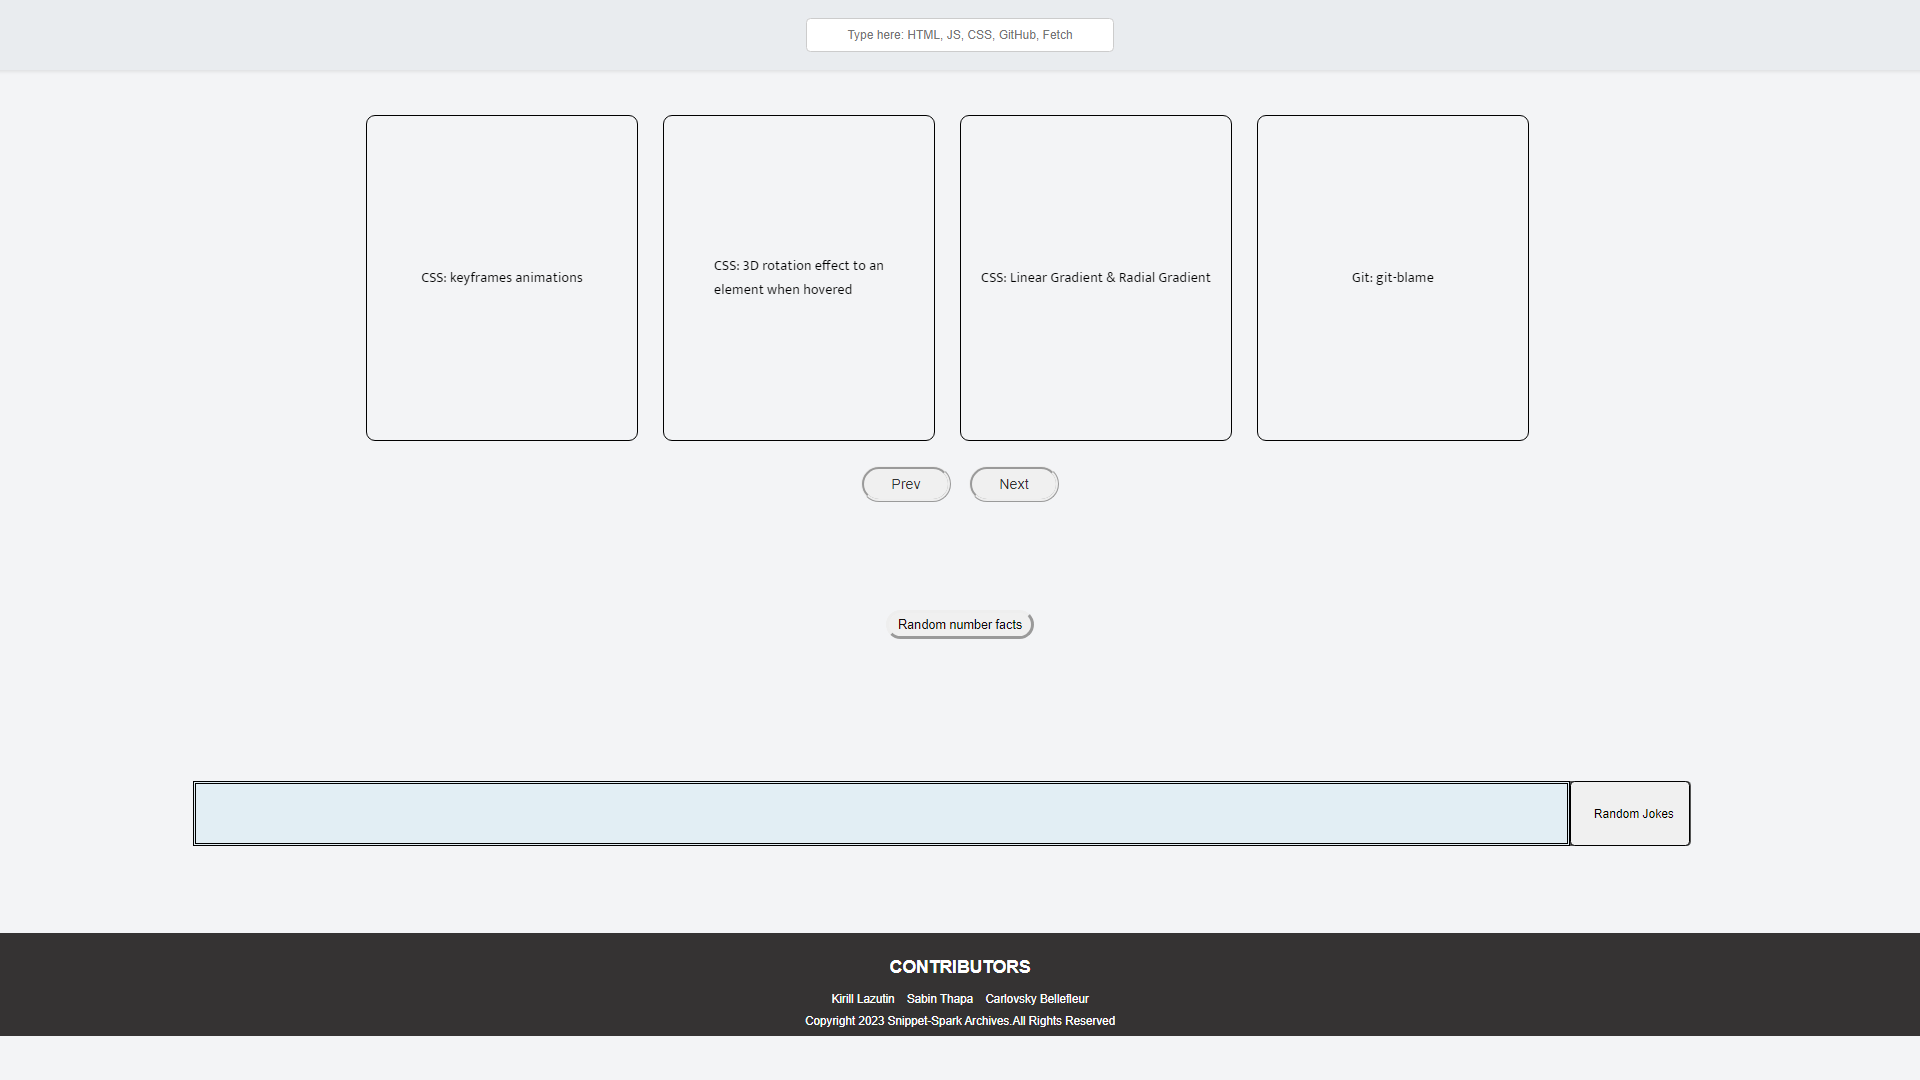 Type here: HTML, JS, CSS, GitHub, Fetch
CSS: keyframes animations
CSS: 3D rotation effect to an
element when hovered
CSS: Linear Gradient & Radial Gradient
Git: git-blame
Prev
Next
Random number facts
Random Jokes
CONTRIBUTORS
Kirill Lazutin Sabin Thapa Carlovsky Bellefleur
Copyright 2023 Snippet-Spark Archives.All Rights Reserved